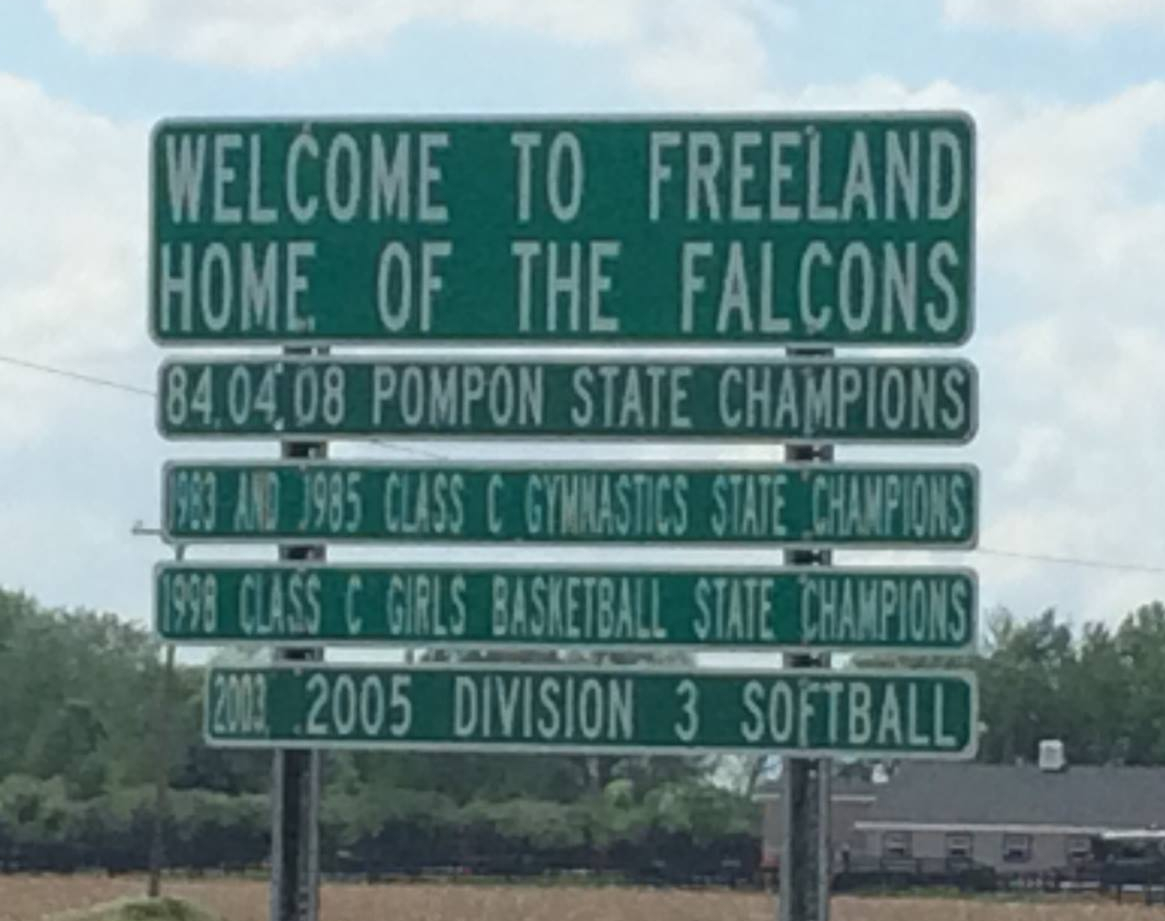 WELCOME TO FREELAND
HOME OF THE FALCONS
84,04,08 POMPON STATE CHAMPIONS
1983 AND 1985 CLASS C GYMNASTICS STATE CHAMPIONS
1998 CLASS C GIRLS BASKETBALL STATE CHAMPIONS
2003, 2005 DIVISION 3 SOFTBALL